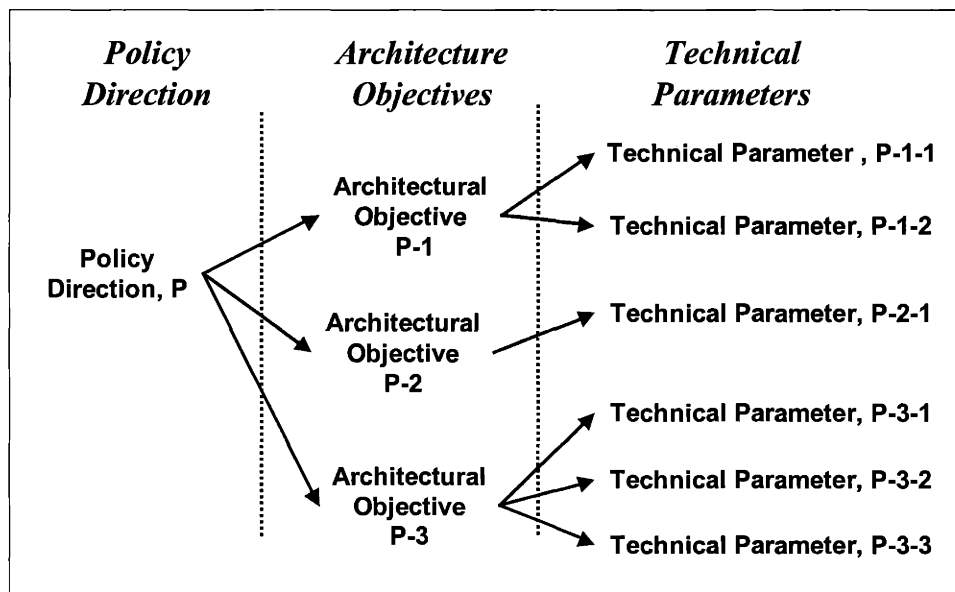 Policy
Direction
Architecture
Objectives
Technical
Parameters
Policy
Direction, P
Architectural
Objective
P-1
Architectural
Objective
P-2
Architectural
Objective
P-3
Technical Parameter , P-1-1
Technical Parameter, P-1-2
Technical Parameter, P-2-1
Technical Parameter, P-3-1
Technical Parameter, P-3-2
Technical Parameter, P-3-3